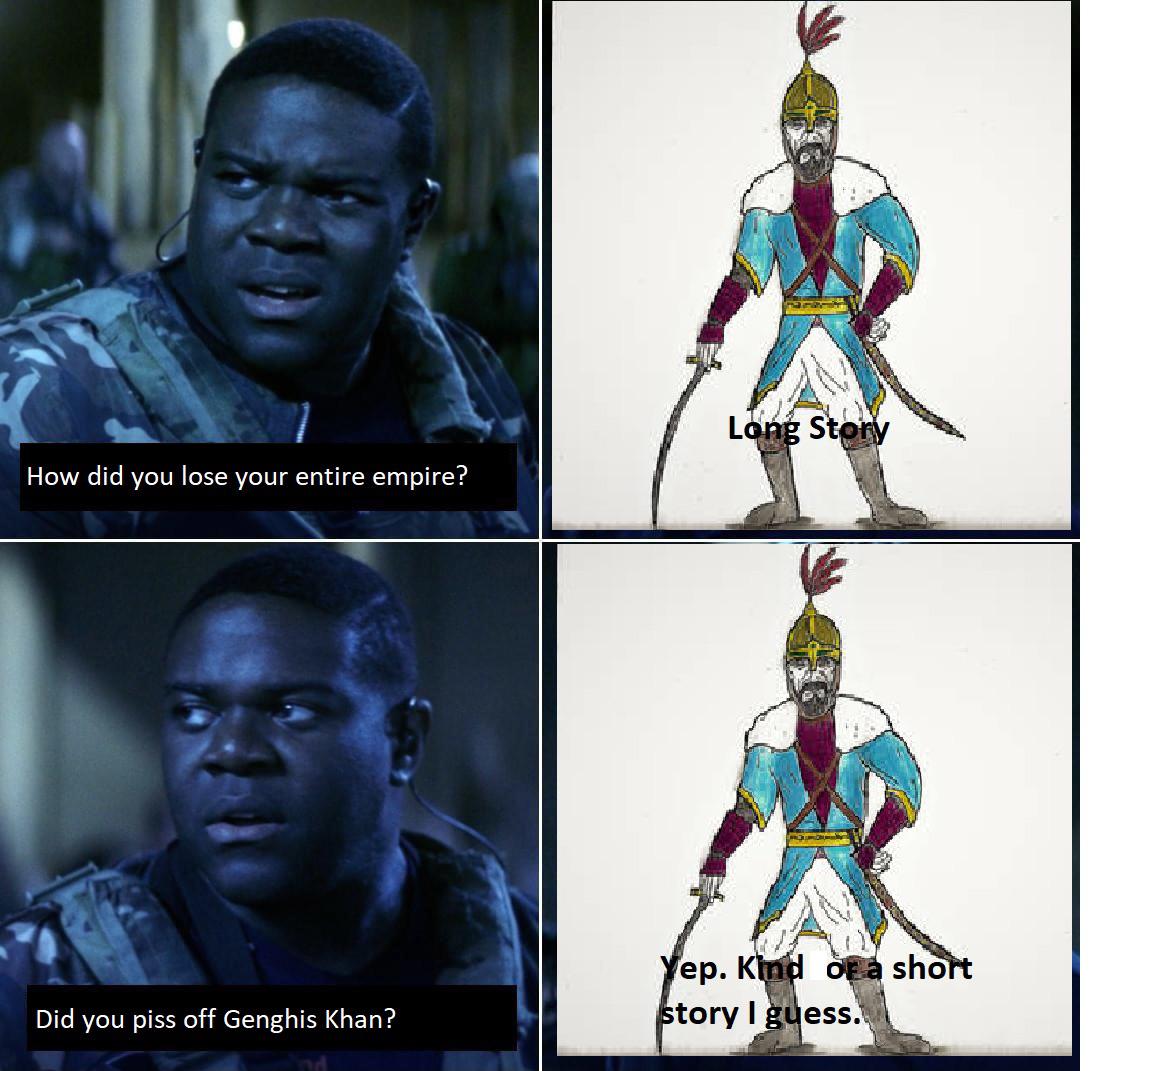 How did you lose your entire empire?
Long Story
Did you piss off Genghis Khan?
Yep. Kind or a short
story I guess.